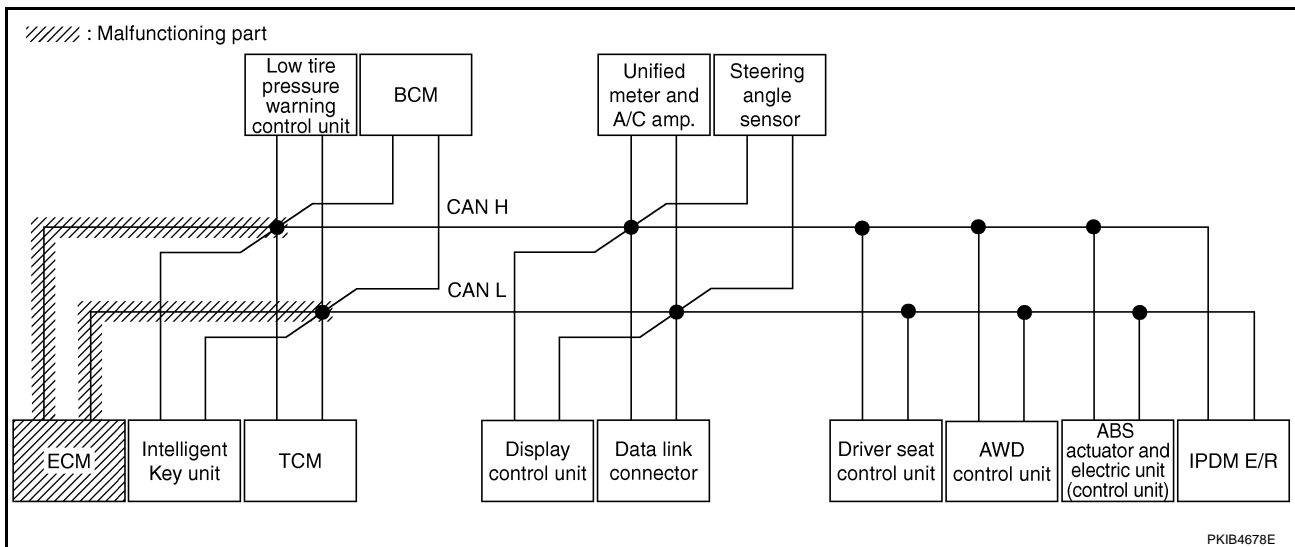 : Malfunctioning part
Low tire
pressure
warning
control unit
BCM
Unified
meter and
A/C amp.
Steering
angle
sensor
CAN H
CAN L
ECM
Intelligent
Key unit
TCM
Display
control unit
Data link
connector
Driver seat
control unit
AWD
control unit
ABS
actuator and
electric unit
(control unit)
IPDM E/R
PKIB4678E